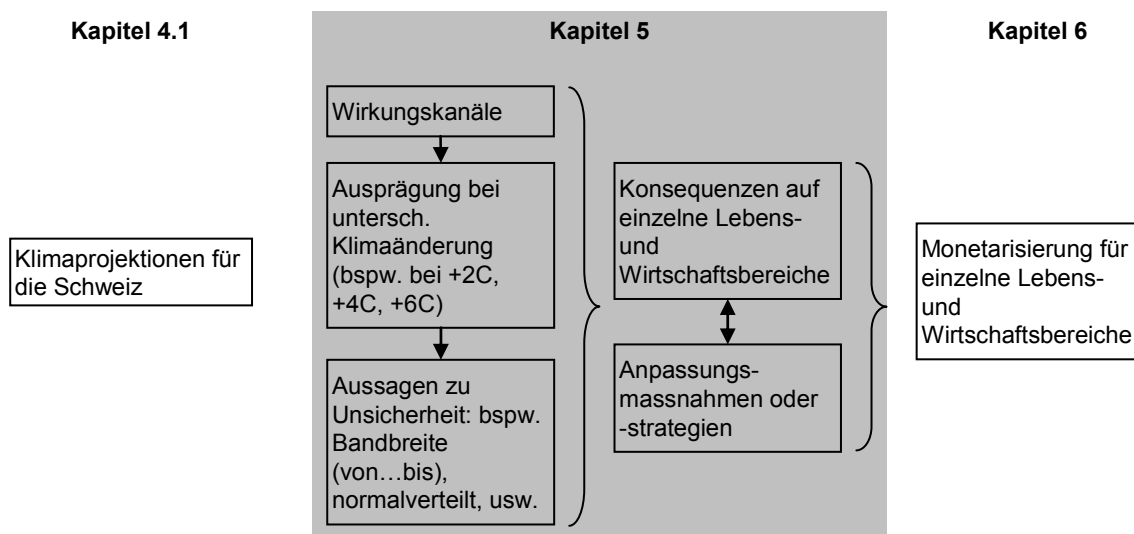 Kapitel 4.1
Kapitel 5
Kapitel 6
Klimaprojektionen für
die Schweiz
Wirkungskanäle
Ausprägung bei
untersch.
Klimaänderung
(bspw. bei +2C,
+4C, +6C)
Aussagen zu
Unsicherheit: bspw.
Bandbreite
(von…bis),
normalverteilt, usw.
Konsequenzen auf
einzelne Lebens-
und
Wirtschaftsbereiche
Anpassungs-
massnahmen oder
-strategien
Monetarisierung für
einzelne Lebens-
und
Wirtschaftsbereiche